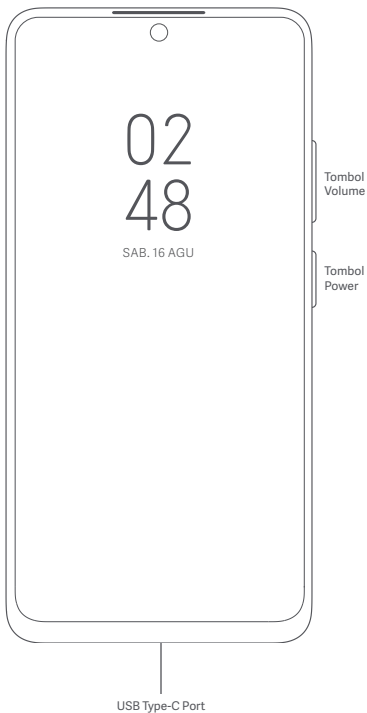 02
48
SAB. 16 AGU
Tombol
Volume
Tombol
Power
USB Type-C Port